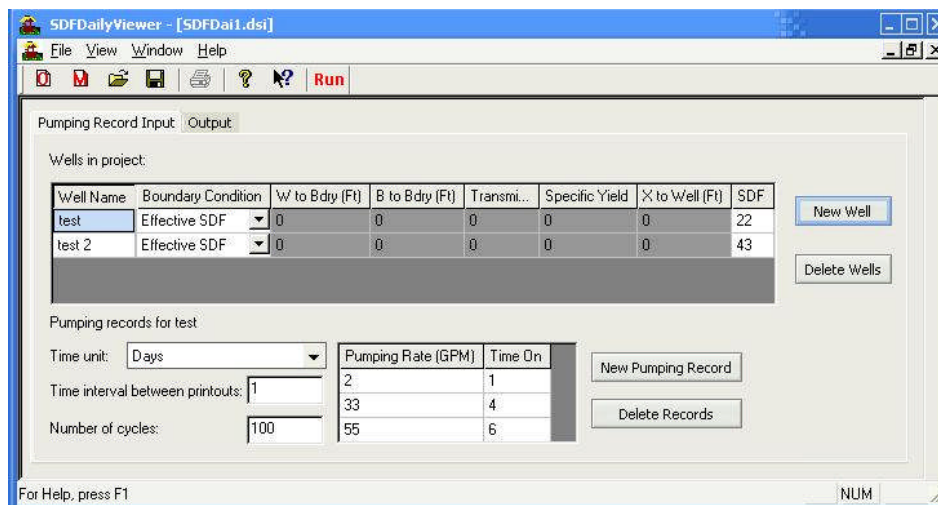 SDFDailyViewer - [SDFDai1.dsi]
File View Window Help
Run
Pumping Record Input Output
Wells in project:
Well Name Boundary Condition W to Bdry (Ft) B to Bdry (Ft) Transmi... Specific Yield X to Well (Ft) SDF
test Effective SDF 0 0 0 0 0 22
test 2 Effective SDF 0 0 0 0 0 43
New Well
Delete Wells
Pumping records for test
Time unit: Days
Time interval between printouts: 1
Number of cycles: 100
Pumping Rate (GPM) Time On
2 1
33 4
55 6
New Pumping Record
Delete Records
For Help, press F1 NUM